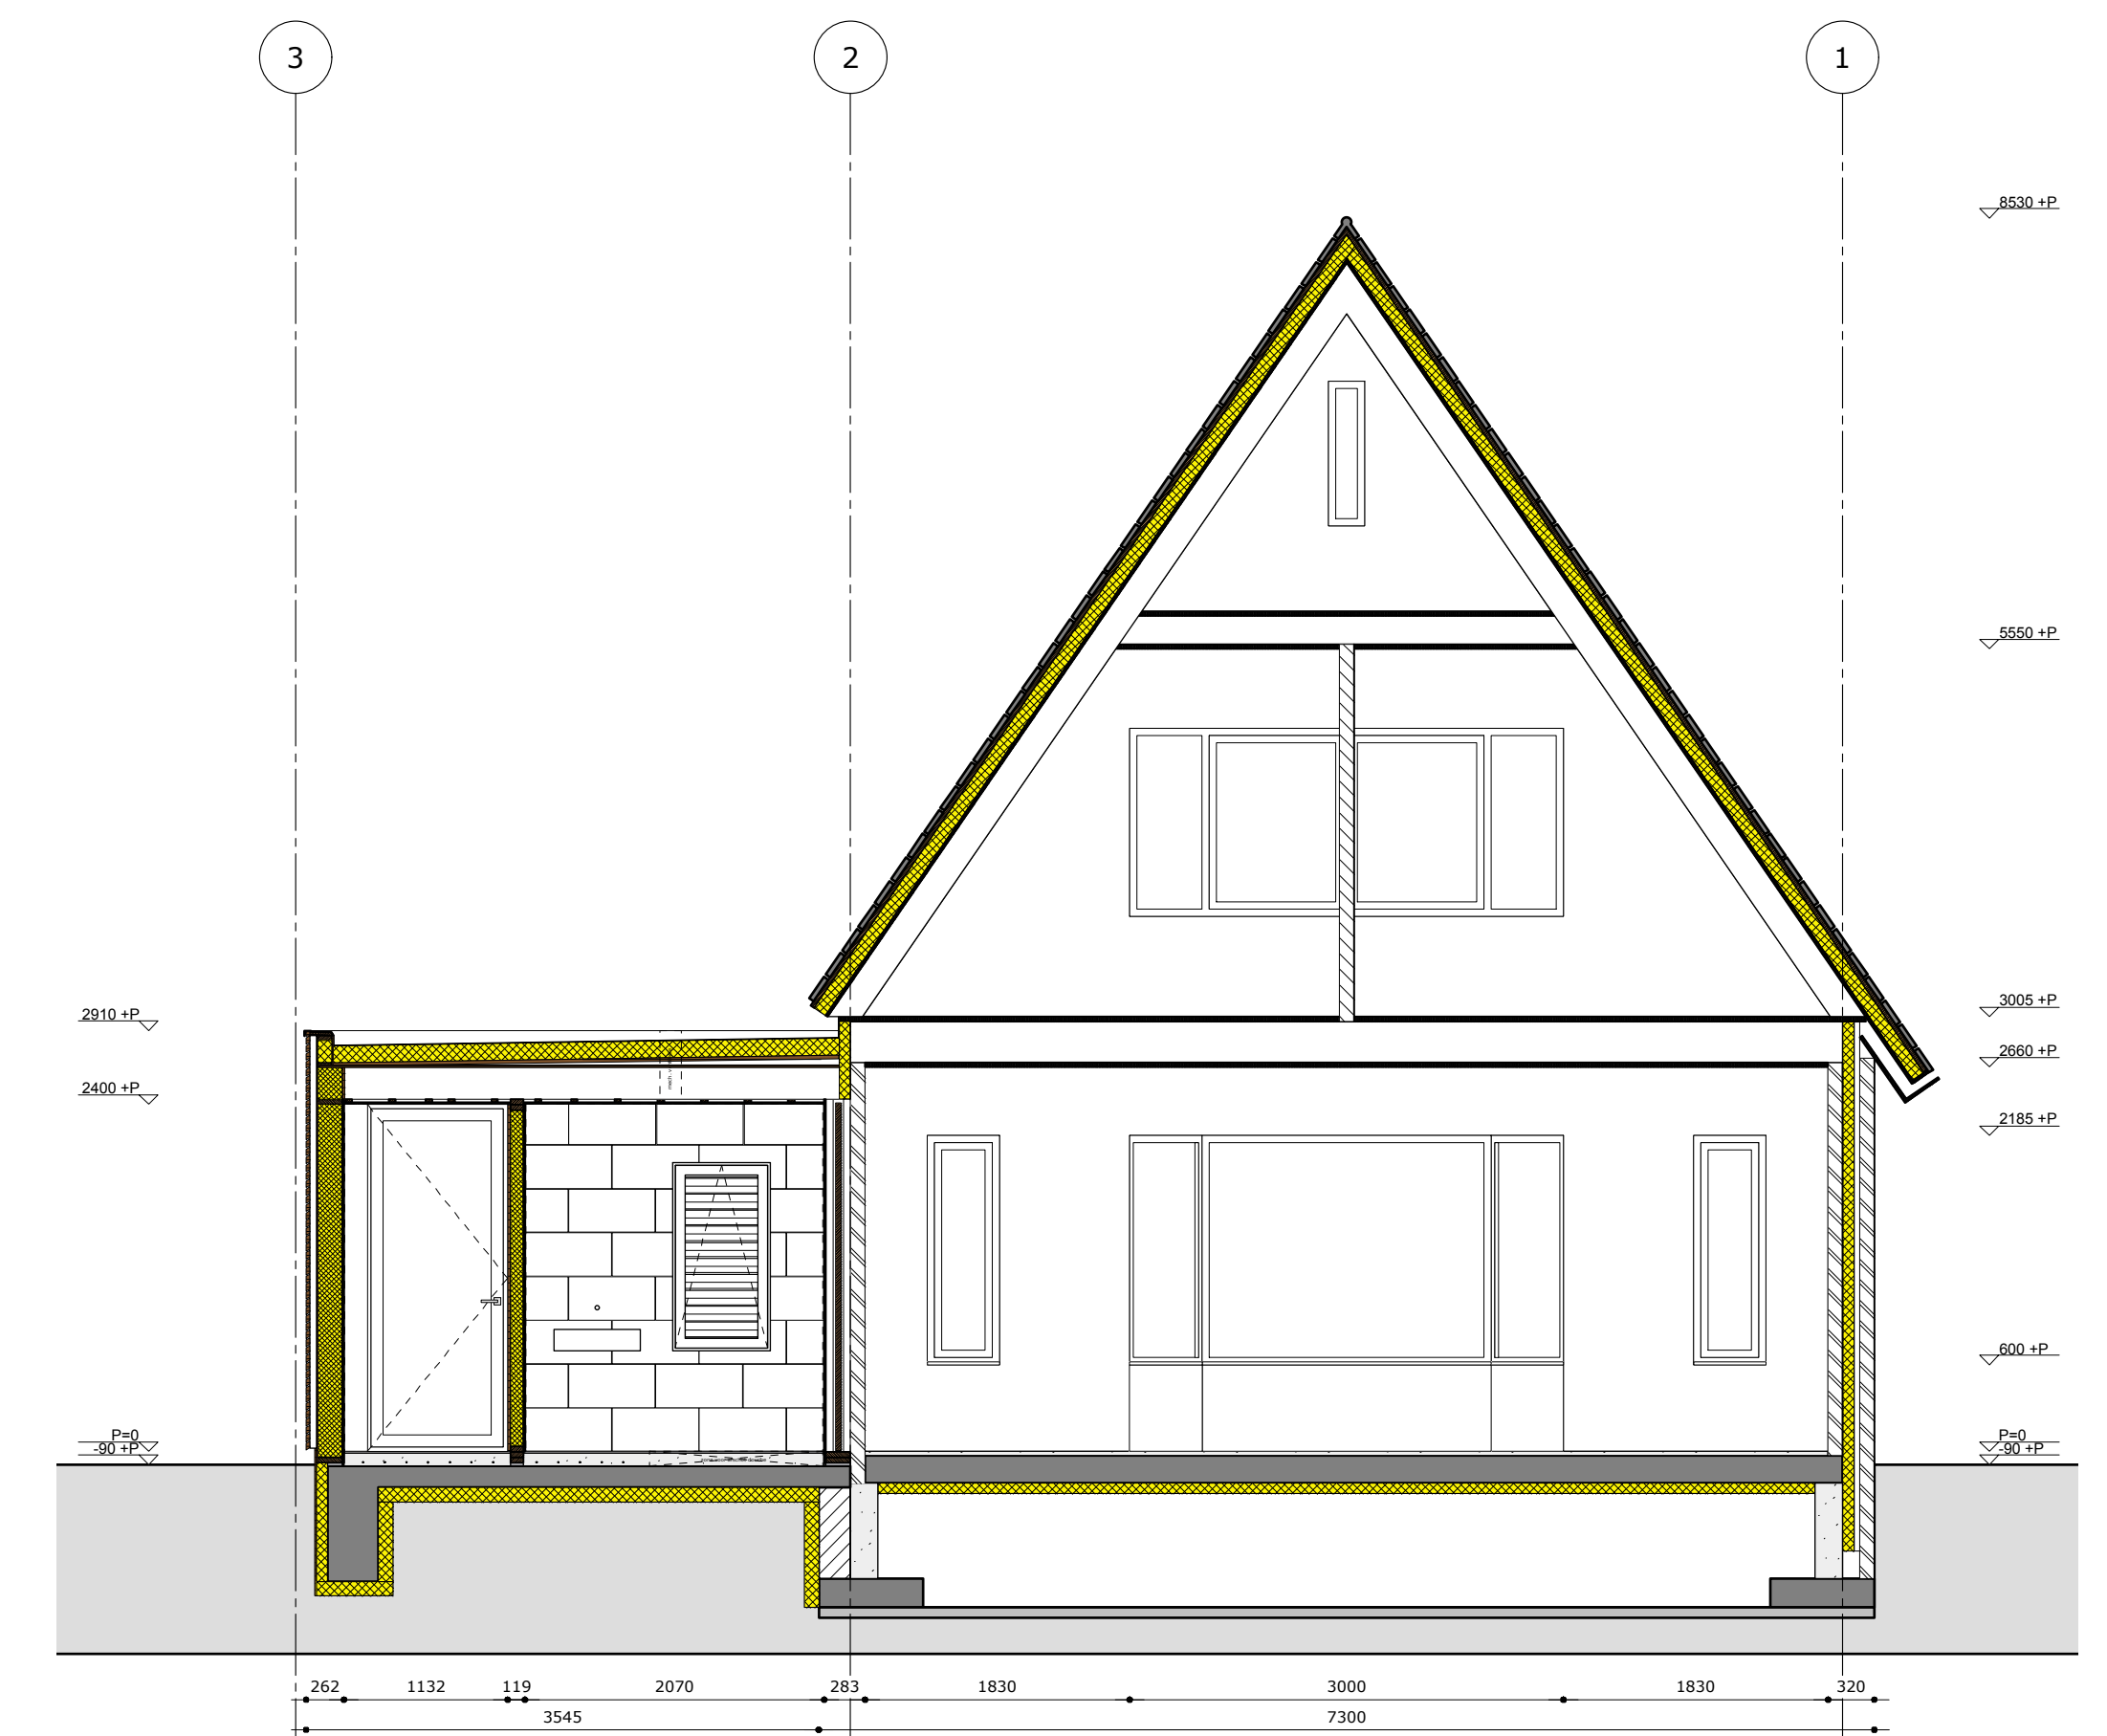 3 2 1
8530 +P
5550 +P
2910 +P 3005 +P
2660 +P
2400 +P
2185 +P
600 +P
P=0 P=0
-90 +P -90 +P
262 1132 119 2070 283 1830 3000 1830 320
3545 7300